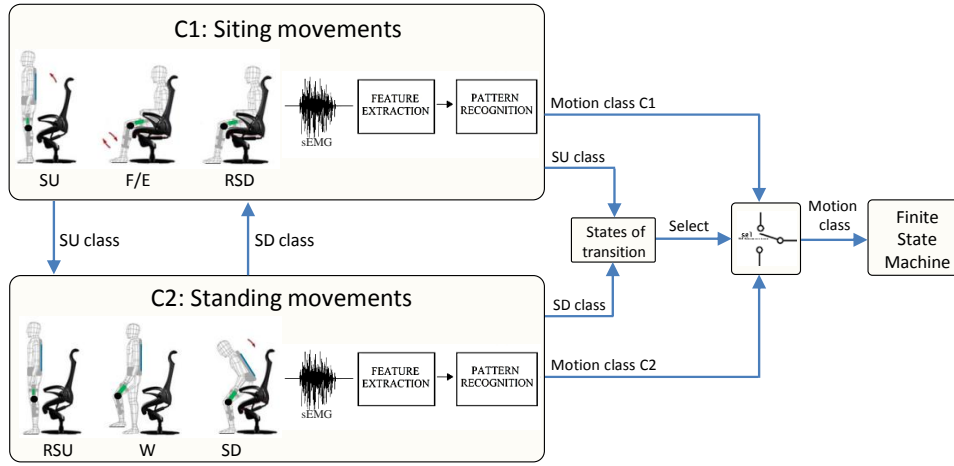 C1: Siting movements
SU
F/E
RSD
sEMG
FEATURE
EXTRACTION
PATTERN
RECOGNITION
Motion class C1
SU class
SU class
SD class
States of
transition
Select
sel
Motion
class
Finite
State
Machine
SD class
Motion class C2
C2: Standing movements
RSU
W
SD
sEMG
FEATURE
EXTRACTION
PATTERN
RECOGNITION